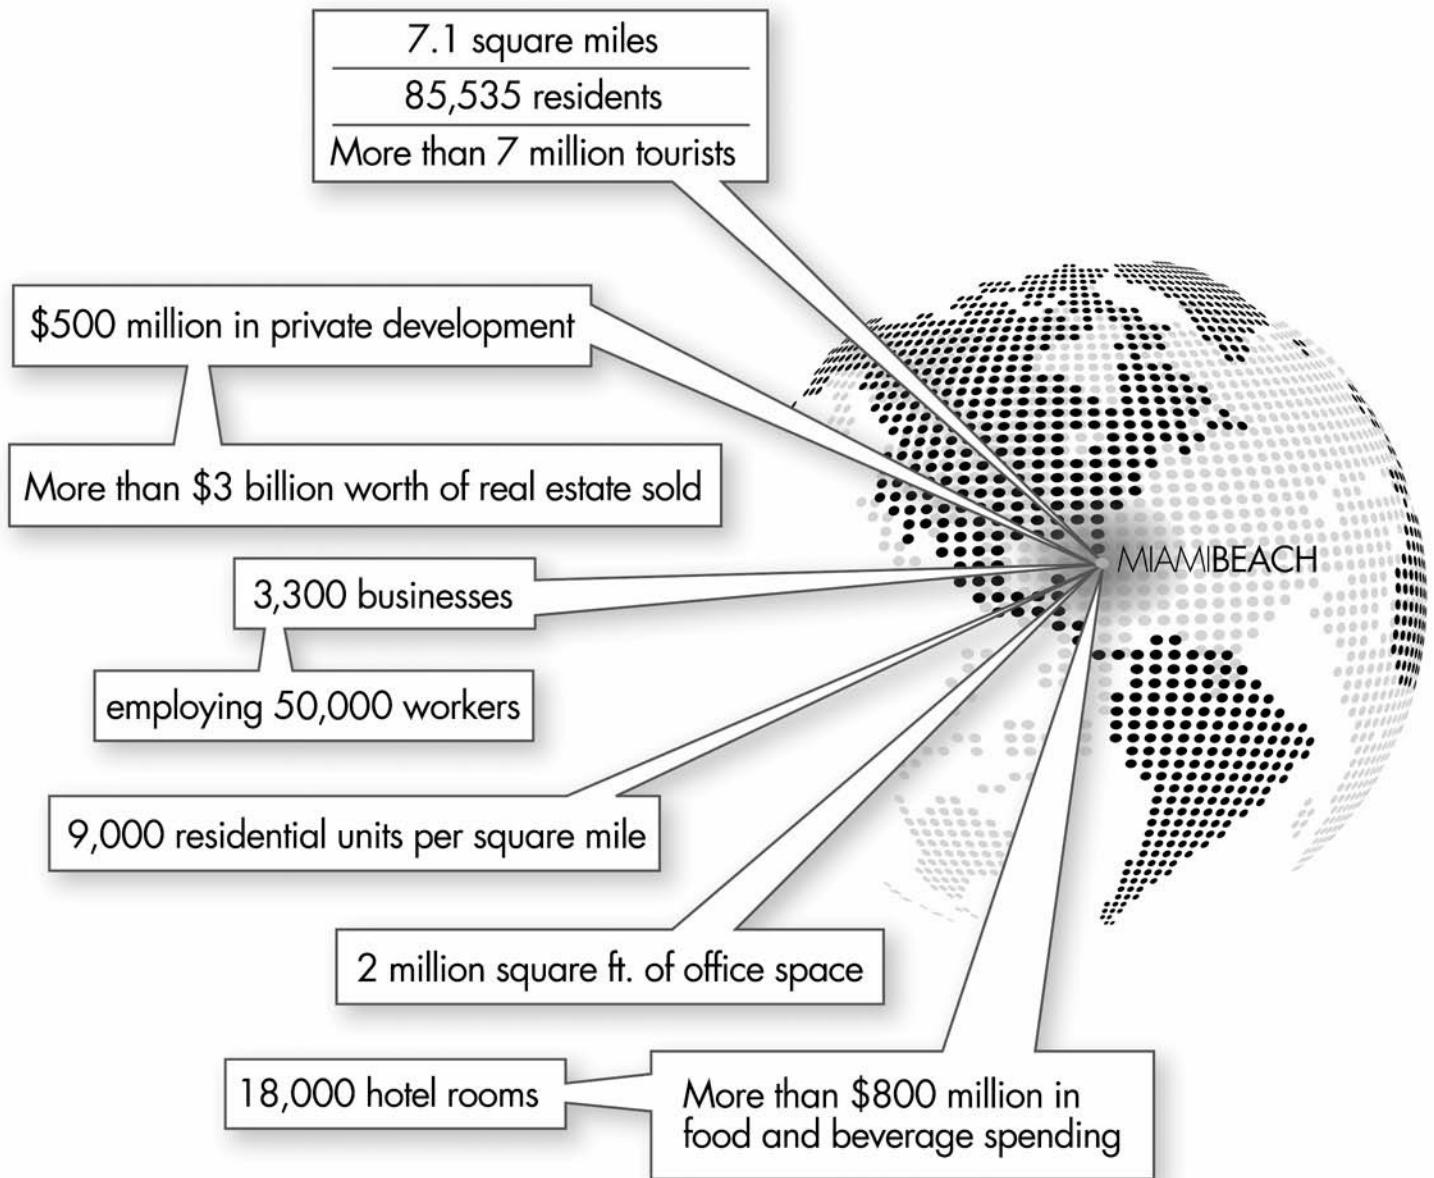 7.1 square miles
85,535 residents
More than 7 million tourists
$500 million in private development
More than $3 billion worth of real estate sold
MIAMIBEACH
3,300 businesses
employing 50,000 workers
9,000 residential units per square mile
2 million square ft. of office space
18,000 hotel rooms
More than $800 million in
food and beverage spending